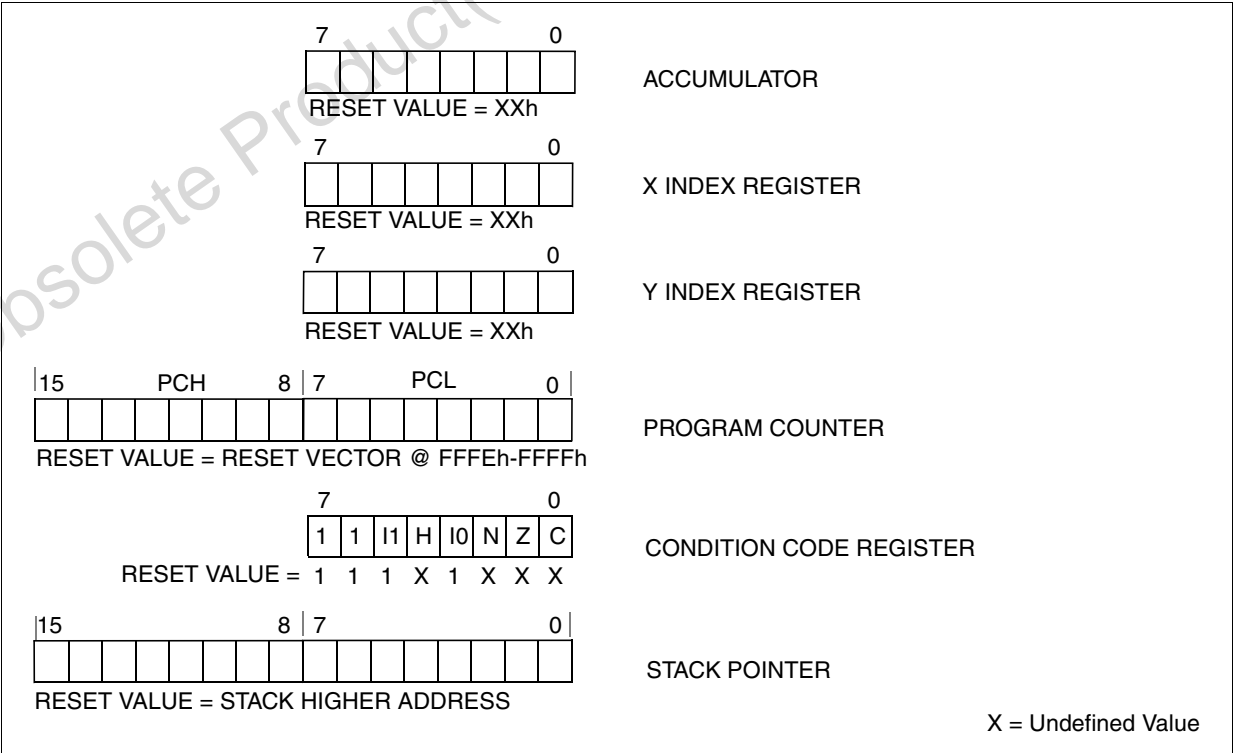 7 0
ACCUMULATOR
RESET VALUE = XXh
7 0
X INDEX REGISTER
RESET VALUE = XXh
7 0
Y INDEX REGISTER
RESET VALUE = XXh
15 PCH 8 7 PCL 0
PROGRAM COUNTER
RESET VALUE = RESET VECTOR @ FFFEh-FFFFh
7 0
1 1 I1 H I0 N Z C
CONDITION CODE REGISTER
RESET VALUE = 1 1 1 X 1 X X X
15 8 7 0
STACK POINTER
RESET VALUE = STACK HIGHER ADDRESS
X = Undefined Value